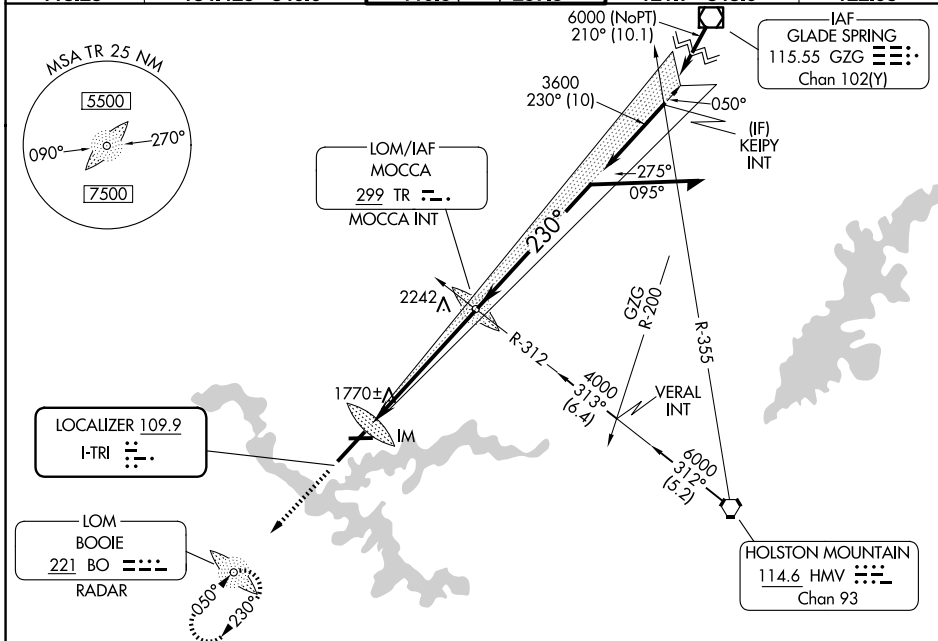 6000 (NoPT)
210° (10.1)
IAF
GLADE SPRING
115.55 GZG
Chan 102(Y)
MSA TR 25 NM
5500
090°
270°
7500
3600
230° (10)
050°
(IF)
KEIPY
INT
LOM/IAF
MOCCA
299 TR
MOCCA INT
275°
095°
230°
2242
GZG
R-200
R-355
R-312
4000
313°
(6.4)
VERAL
INT
1770±
IM
LOCALIZER 109.9
I-TRI
6000
312°
(5.2)
LOM
BOOIE
221 BO
RADAR
050°
230°
HOLSTON MOUNTAIN
114.6 HMV
Chan 93